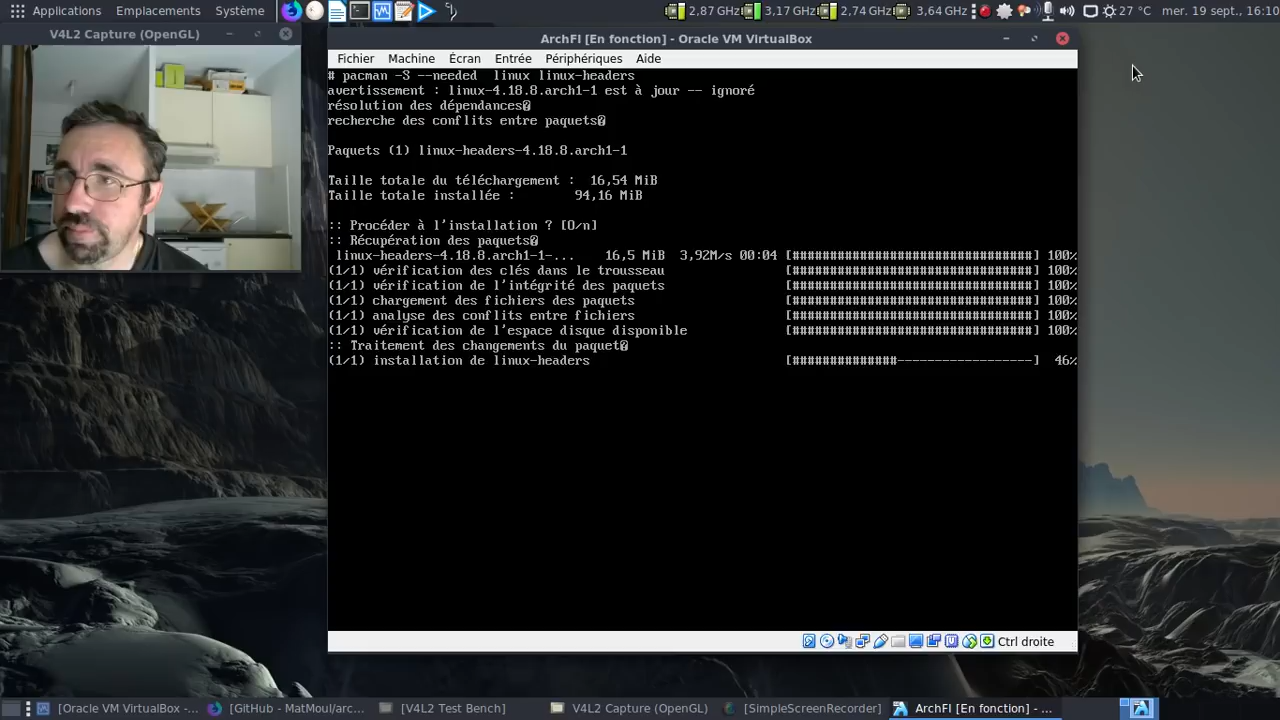 Applications Emplacements Système 2,87 GHz 3,17 GHz 2,74 GHz 3,64 GHz 27 °C mer. 19 sept., 16:10
V4L2 Capture (OpenGL)
ArchFI [En fonction] - Oracle VM VirtualBox
Fichier Machine Écran Entrée Périphériques Aide
# pacman -S --needed  linux linux-headers
avertissement : linux-4.18.8.arch1-1 est à jour -- ignoré
résolution des dépendances�
recherche des conflits entre paquets�
Paquets (1) linux-headers-4.18.8.arch1-1
Taille totale du téléchargement :  16,54 MiB
Taille totale installée :        94,16 MiB
:: Procéder à l'installation ? [O/n]
:: Récupération des paquets�
linux-headers-4.18.8.arch1-1-...    16,5 MiB  3,92M/s 00:04 [################################] 100%
(1/1) vérification des clés dans le trousseau [################################] 100%
(1/1) vérification de l'intégrité des paquets [################################] 100%
(1/1) chargement des fichiers des paquets [################################] 100%
(1/1) analyse des conflits entre fichiers [################################] 100%
(1/1) vérification de l'espace disque disponible [################################] 100%
:: Traitement des changements du paquet�
(1/1) installation de linux-headers [##############------------------] 46%
Ctrl droite
[Oracle VM VirtualBox -... [GitHub - MatMoul/arc... [V4L2 Test Bench] V4L2 Capture (OpenGL) [SimpleScreenRecorder] ArchFI [En fonction] - ...